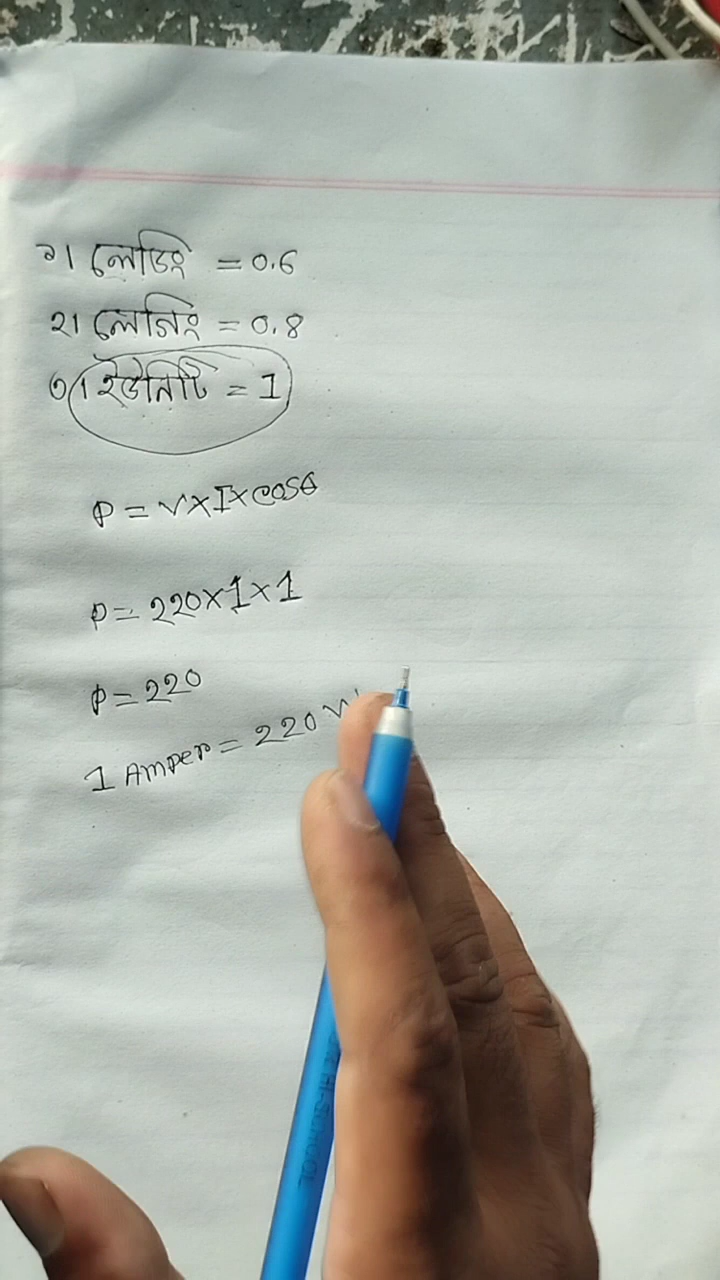 ১। লেডিং = 0.6
২। লেগিং = 0.8
৩। ইউনিটি = 1
P = V×I×cosθ
P = 220×1×1
P = 220
1 Amper = 220 W